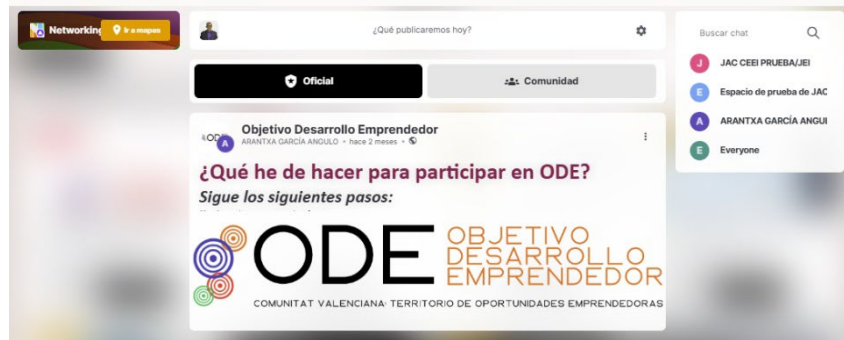 Networking
Ir a mapas
¿Qué publicaremos hoy?
Oficial
Comunidad
Objetivo Desarrollo Emprendedor
ARANTXA GARCÍA ANGULO • hace 2 meses •
¿Qué he de hacer para participar en ODE?
Sigue los siguientes pasos:
ODE OBJETIVO
DESARROLLO
EMPRENDEDOR
COMUNITAT VALENCIANA: TERRITORIO DE OPORTUNIDADES EMPRENDEDORAS
Buscar chat
J JAC CEEI PRUEBA/JEI
E Espacio de prueba de JAC
A ARANTXA GARCÍA ANGUL
E Everyone